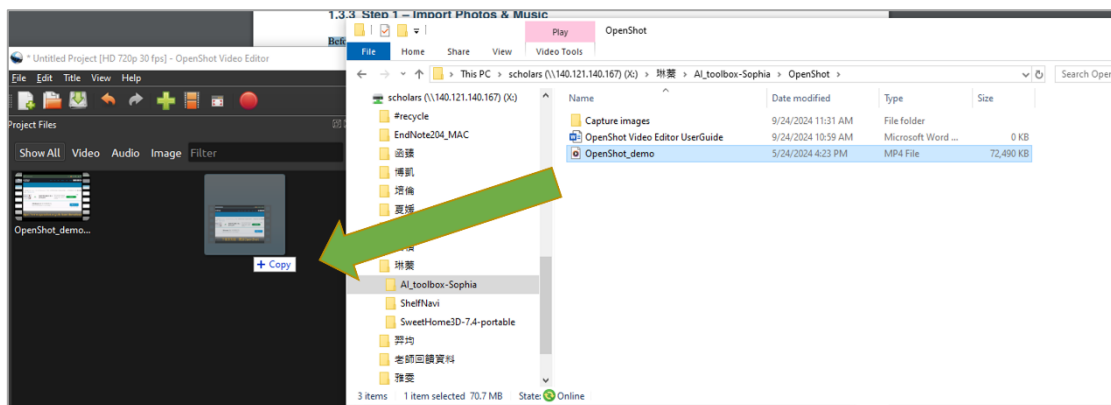 1.3.3 Step 1 – Import Photos & Music
* Untitled Project [HD 720p 30 fps] - OpenShot Video Editor
File Edit Title View Help
Project Files
Show All Video Audio Image Filter
OpenShot_demo...
+ Copy
Play OpenShot
File Home Share View Video Tools
> This PC > scholars (\\140.121.140.167) (X:) > 琳蔆 > AI_toolbox-Sophia > OpenShot >
Search Open
scholars (\\140.121.140.167) (X:)
#recycle
EndNote204_MAC
函臻
博凱
培倫
夏媛
琳蔆
AI_toolbox-Sophia
ShelfNavi
SweetHome3D-7.4-portable
羿均
老師回饋資料
雅雯
Name Date modified Type Size
Capture images 9/24/2024 11:31 AM File folder
OpenShot Video Editor UserGuide 9/24/2024 10:59 AM Microsoft Word ... 0 KB
OpenShot_demo 5/24/2024 4:23 PM MP4 File 72,490 KB
3 items 1 item selected 70.7 MB State: Online